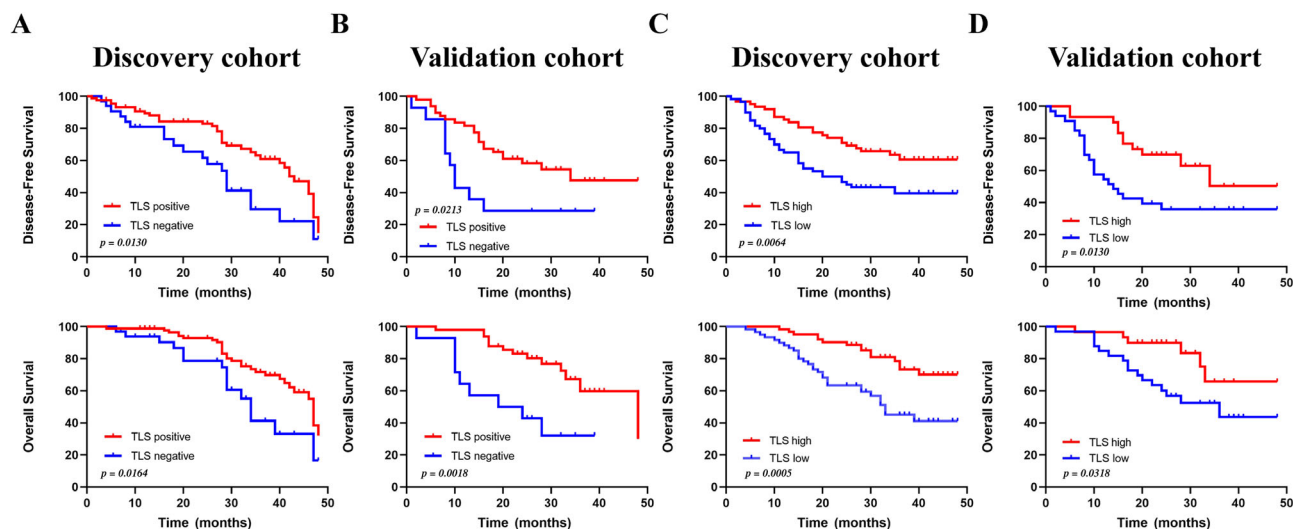 A
Discovery cohort
Disease-Free Survival
100
80
60
40
20
0
TLS positive
TLS negative
p = 0.0130
0 10 20 30 40 50
Time (months)
Overall Survival
100
80
60
40
20
0
TLS positive
TLS negative
p = 0.0164
0 10 20 30 40 50
Time (months)
B
Validation cohort
Disease-Free Survival
100
80
60
40
20
0
p = 0.0213
TLS positive
TLS negative
0 10 20 30 40 50
Time (months)
Overall Survival
100
80
60
40
20
0
TLS positive
TLS negative
p = 0.0018
0 10 20 30 40 50
Time (months)
C
Discovery cohort
Disease-Free Survival
100
80
60
40
20
0
TLS high
TLS low
p = 0.0064
0 10 20 30 40 50
Time (months)
Overall Survival
100
80
60
40
20
0
TLS high
TLS low
p = 0.0005
0 10 20 30 40 50
Time (months)
D
Validation cohort
Disease-Free Survival
100
80
60
40
20
0
TLS high
TLS low
p = 0.0130
0 10 20 30 40 50
Time (months)
Overall Survival
100
80
60
40
20
0
TLS high
TLS low
p = 0.0318
0 10 20 30 40 50
Time (months)